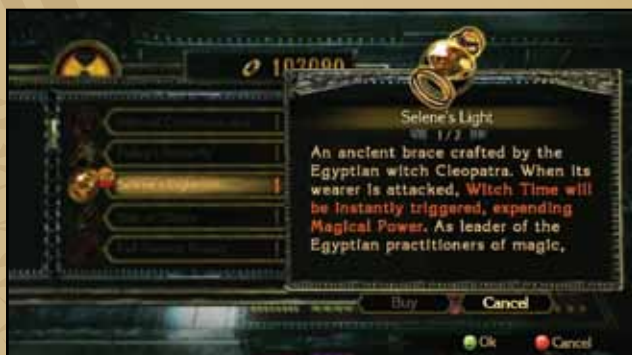 102090
Selene's Light
1/2
An ancient brace crafted by the
Egyptian witch Cleopatra. When its
wearer is attacked, Witch Time will
be instantly triggered, expending
Magical Power. As leader of the
Egyptian practitioners of magic,
Buy
Cancel
Ok
Cancel